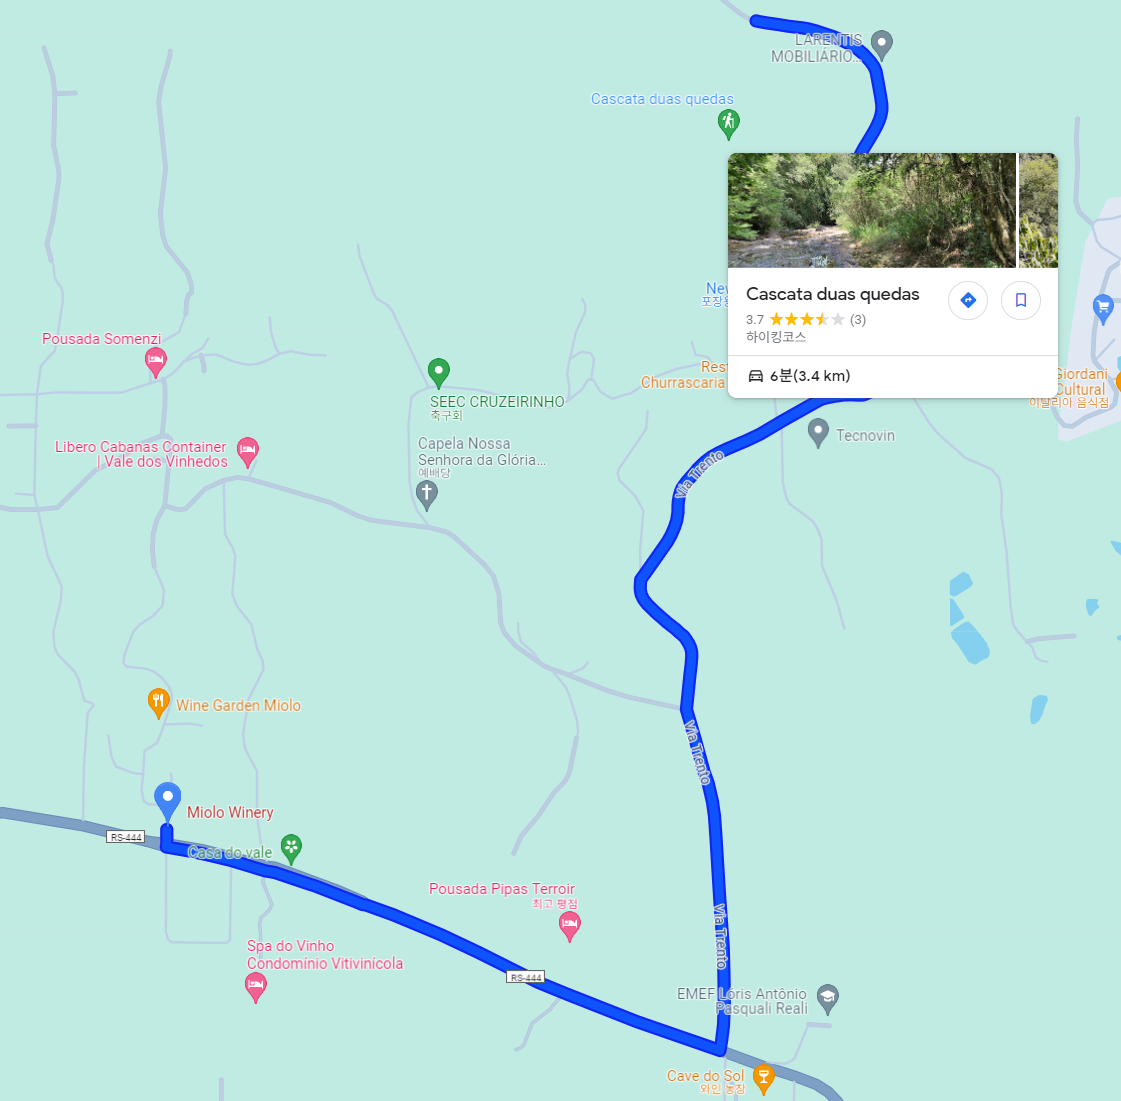 LARENTIS
MOBILIÁRIO...
Cascata duas quedas
Cascata duas quedas
3.7
(3)
하이킹코스
6분(3.4 km)
Pousada Somenzi
Churrascaria
Giordani
Cultural
이탈리아 음식점
SEEC CRUZEIRINHO
축구회
Capela Nossa
Senhora da Glória...
예배당
Libero Cabanas Container
| Vale dos Vinhedos
Tecnovin
Via Trento
Wine Garden Miolo
Via Trento
Miolo Winery
RS-444
Casa do vale
Pousada Pipas Terroir
최고 평점
Via Trento
Spa do Vinho
Condomínio Vitivinícola
RS-444
EMEF Lóris Antônio
Pasquali Reali
Cave do Sol
와인 농장